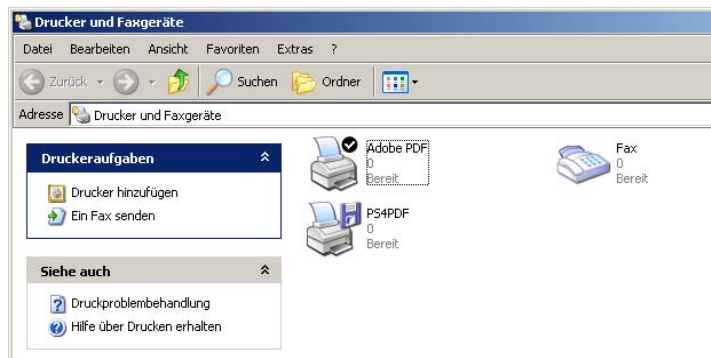 Drucker und Faxgeräte
Datei Bearbeiten Ansicht Favoriten Extras ?
Zurück Suchen Ordner
Adresse Drucker und Faxgeräte
Druckeraufgaben
Drucker hinzufügen
Ein Fax senden
Siehe auch
Druckproblembehandlung
Hilfe über Drucken erhalten
Adobe PDF
0
Bereit
Fax
0
Bereit
PS4PDF
0
Bereit